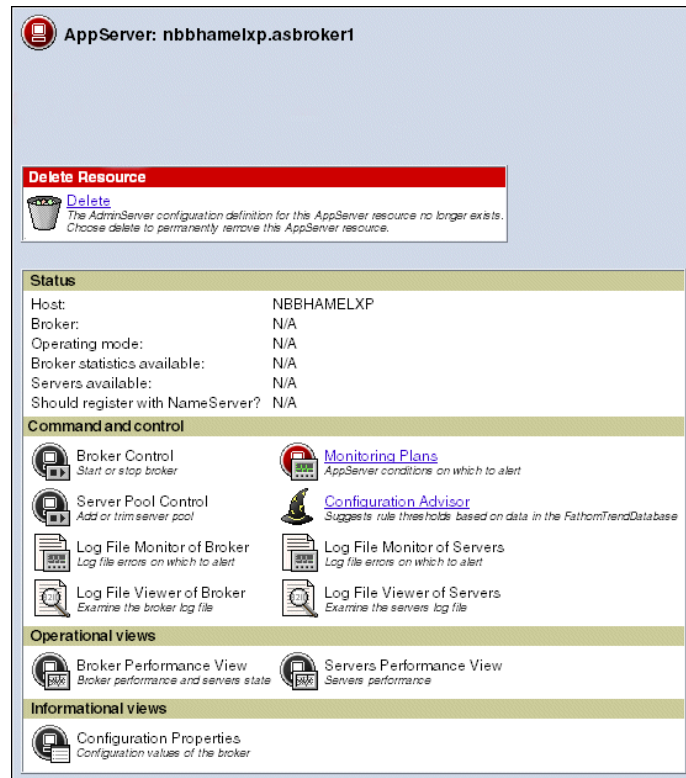 AppServer: nbbhamelxp.asbroker1
Delete Resource
Delete
The AdminServer configuration definition for this AppServer resource no longer exists.
Choose delete to permanently remove this AppServer resource.
Status
Host: NBBHAMELXP
Broker: N/A
Operating mode: N/A
Broker statistics available: N/A
Servers available: N/A
Should register with NameServer? N/A
Command and control
Broker Control
Start or stop broker
Monitoring Plans
AppServer conditions on which to alert
Server Pool Control
Add or trim server pool
Configuration Advisor
Suggests rule thresholds based on data in the FathomTrendDatabase
Log File Monitor of Broker
Log file errors on which to alert
Log File Monitor of Servers
Log file errors on which to alert
Log File Viewer of Broker
Examine the broker log file
Log File Viewer of Servers
Examine the servers log file
Operational views
Broker Performance View
Broker performance and servers state
Servers Performance View
Servers performance
Informational views
Configuration Properties
Configuration values of the broker